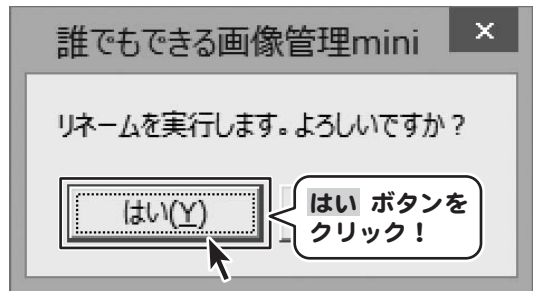 誰でもできる画像管理mini
リネームを実行します。よろしいですか？
はい(Y)
はい ボタンを
クリック！